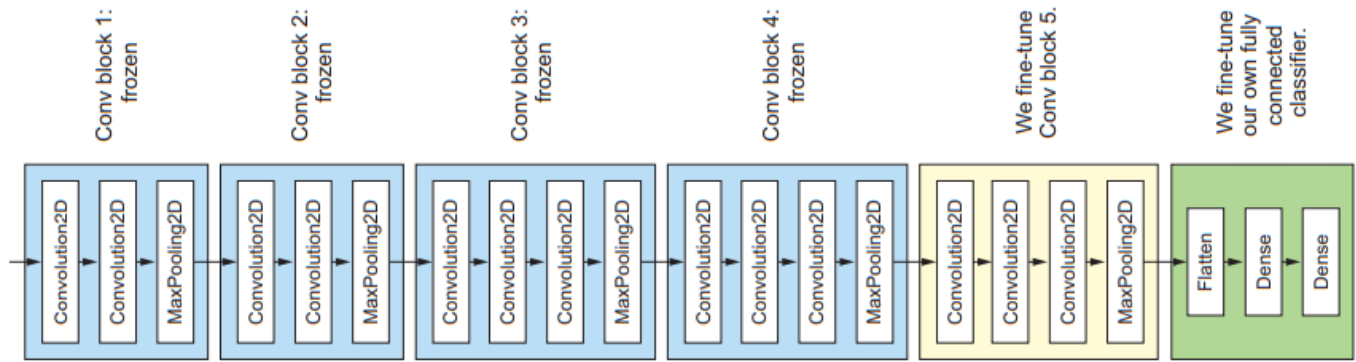 Conv block 1:
frozen
Convolution2D
Convolution2D
MaxPooling2D
Conv block 2:
frozen
Convolution2D
Convolution2D
MaxPooling2D
Conv block 3:
frozen
Convolution2D
Convolution2D
Convolution2D
MaxPooling2D
Conv block 4:
frozen
Convolution2D
Convolution2D
Convolution2D
MaxPooling2D
We fine-tune
Conv block 5.
Convolution2D
Convolution2D
Convolution2D
MaxPooling2D
We fine-tune
our own fully
connected
classifier.
Flatten
Dense
Dense